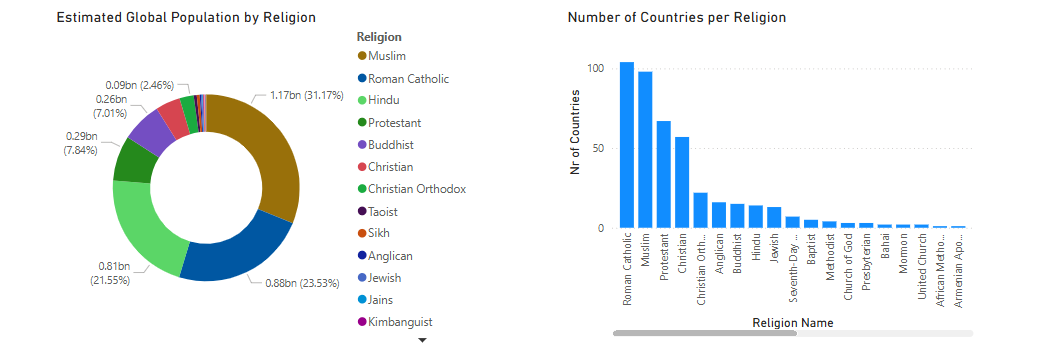 Estimated Global Population by Religion
0.09bn (2.46%)
0.26bn
(7.01%)
0.29bn
(7.84%)
0.81bn
(21.55%)
1.17bn (31.17%)
0.88bn (23.53%)
Religion
Muslim
Roman Catholic
Hindu
Protestant
Buddhist
Christian
Christian Orthodox
Taoist
Sikh
Anglican
Jewish
Jains
Kimbanguist
Number of Countries per Religion
Nr of Countries
100
50
0
Roman Catholic
Muslim
Protestant
Christian
Christian Orth...
Anglican
Buddhist
Hindu
Jewish
Seventh-Day ...
Baptist
Methodist
Church of God
Presbyterian
Bahai
Mormon
United Church
African Metho...
Armenian Apo...
Religion Name